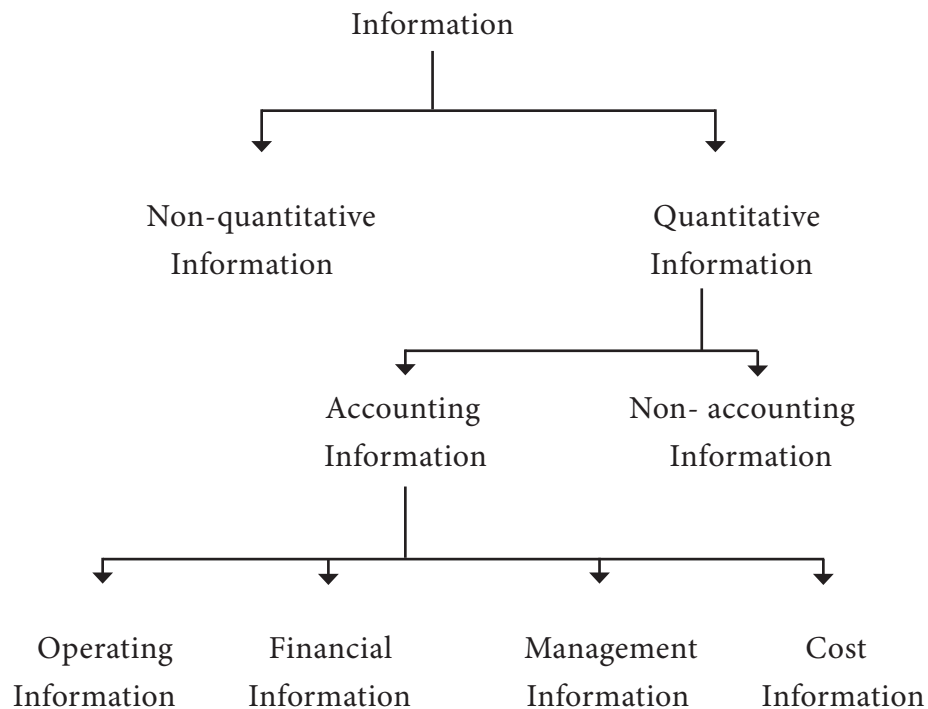 Information
Non-quantitative
Information
Quantitative
Information
Accounting
Information
Non- accounting
Information
Operating
Information
Financial
Information
Management
Information
Cost
Information